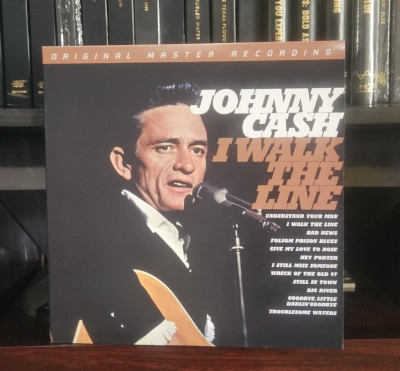 ORIGINAL MASTER RECORDING
JOHNNY
CASH
I WALK
THE
LINE
UNDERSTAND YOUR MAN
I WALK THE LINE
BAD NEWS
FOLSOM PRISON BLUES
GIVE MY LOVE TO ROSE
HEY PORTER
I STILL MISS SOMEONE
WRECK OF THE OLD 97
STILL IN TOWN
BIG RIVER
GOODBYE, LITTLE
DARLIN' GOODBYE
TROUBLESOME WATERS